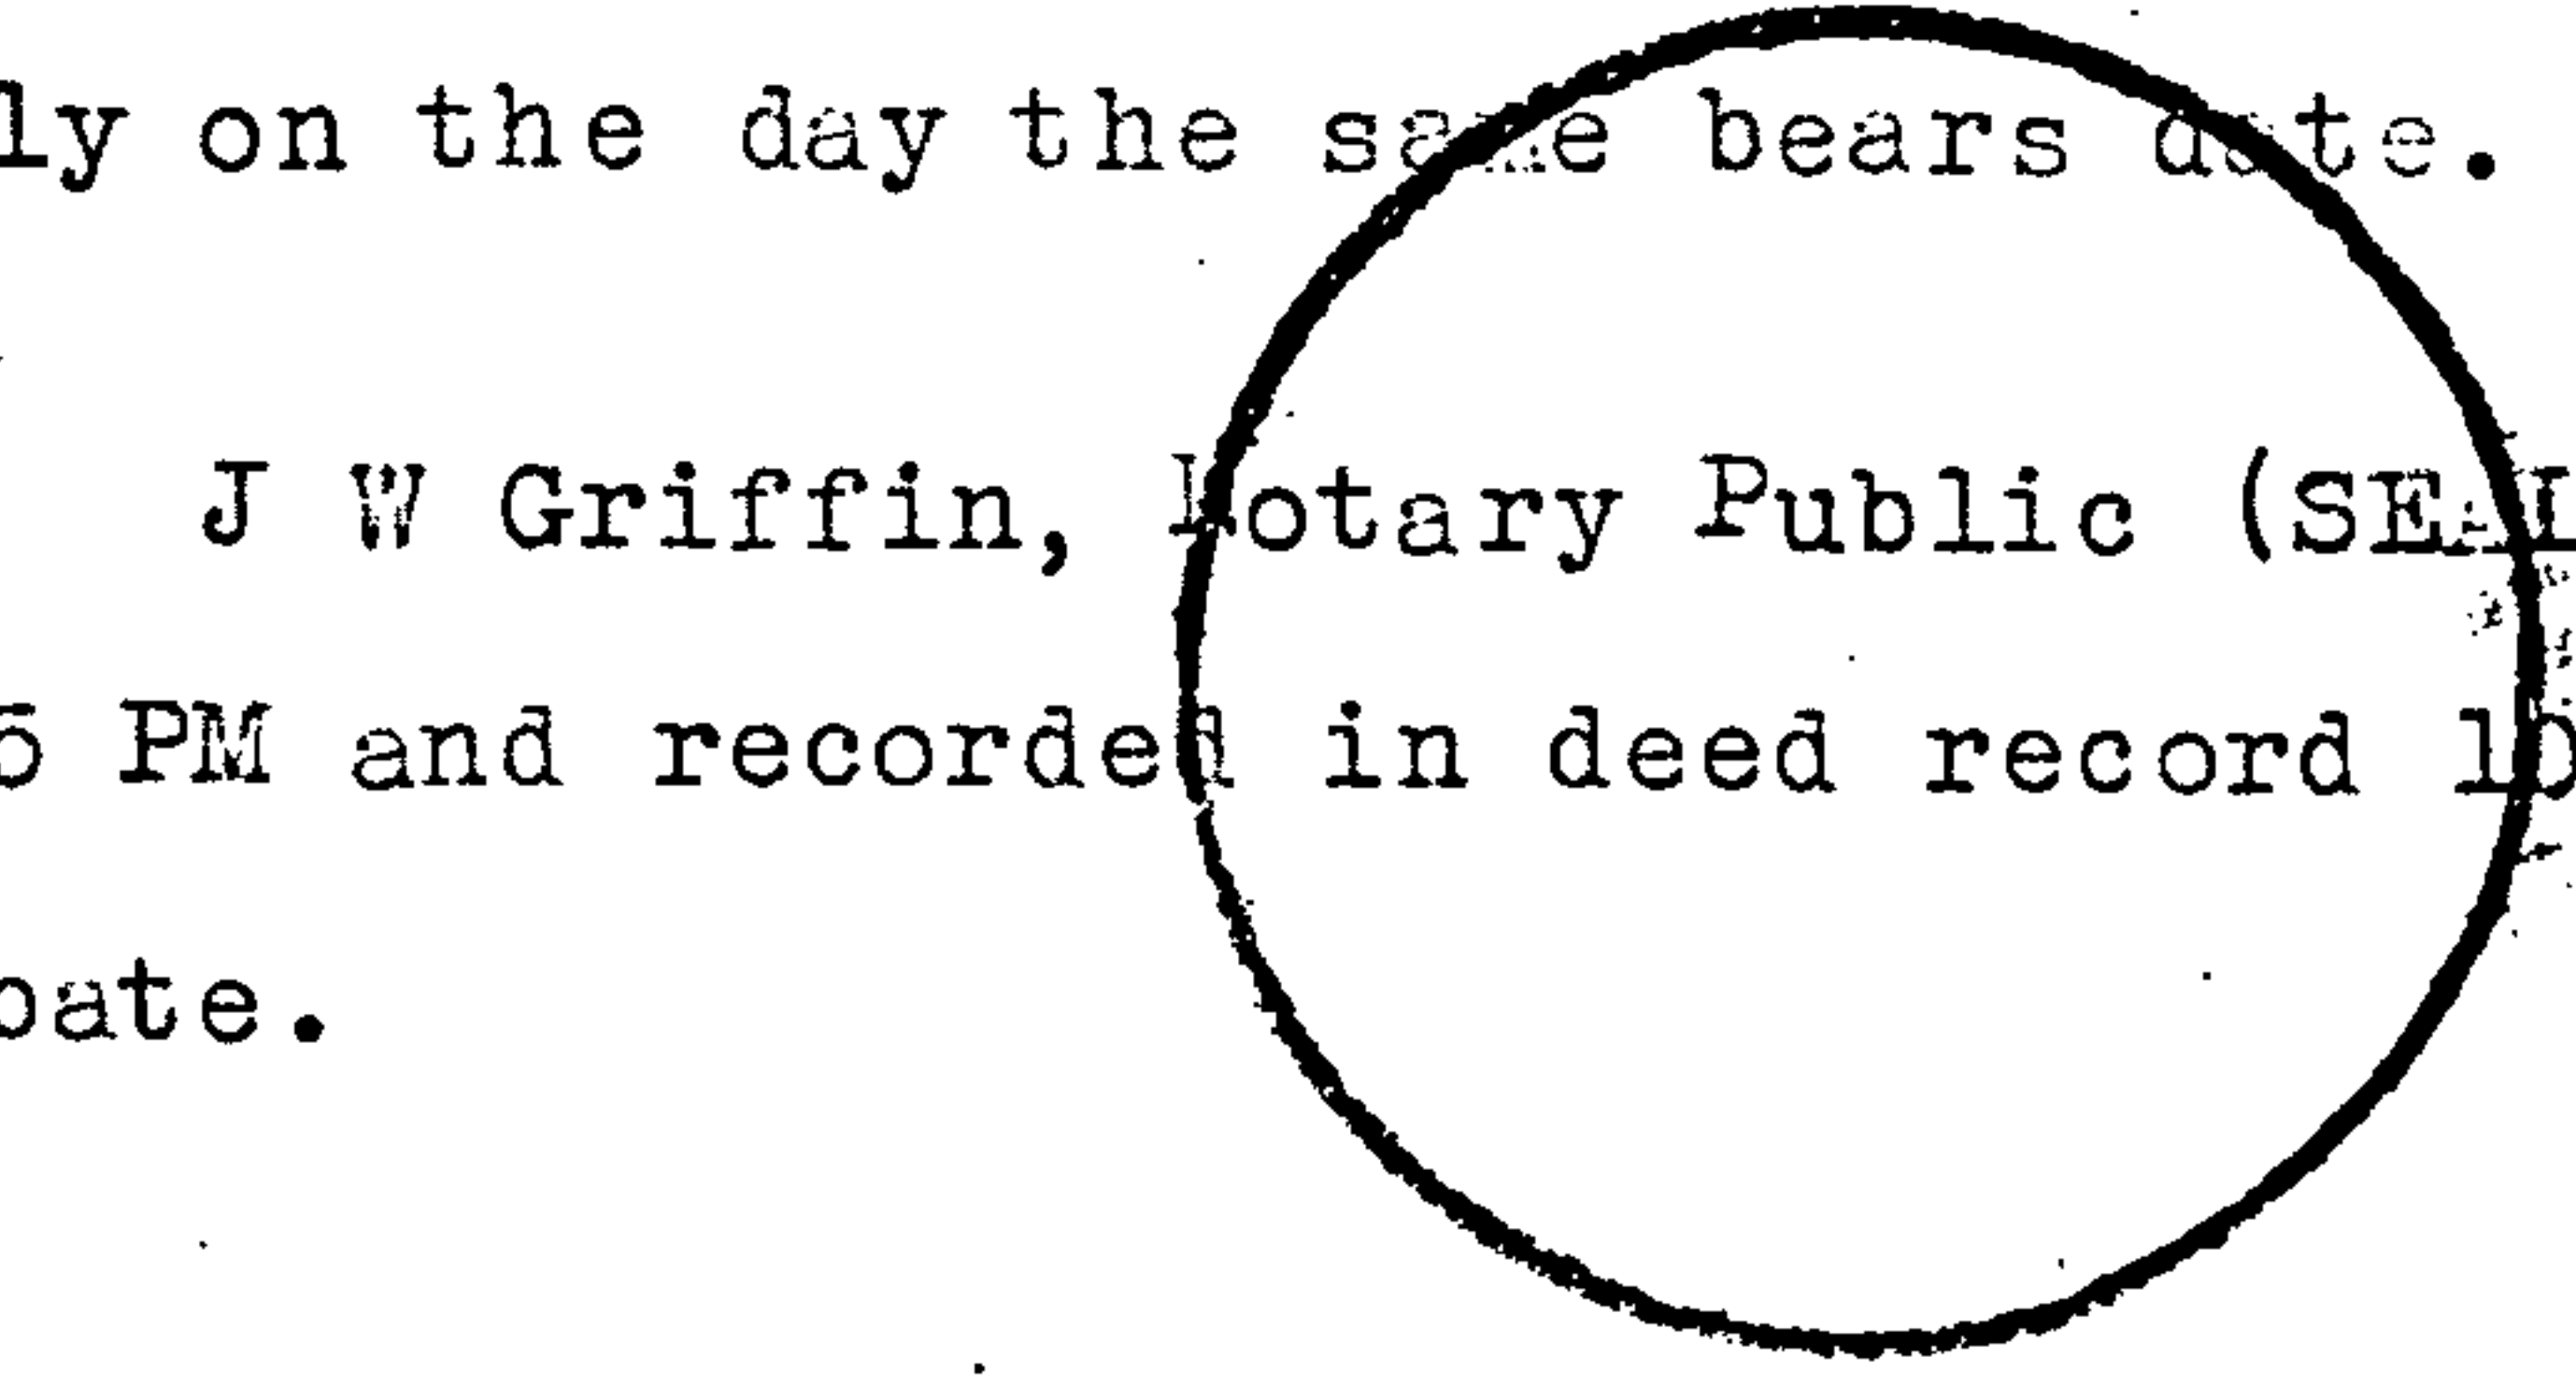 ly on the day the same bears date.
J W Griffin, Notary Public (SEAL
PM and recorded in deed record
bate.